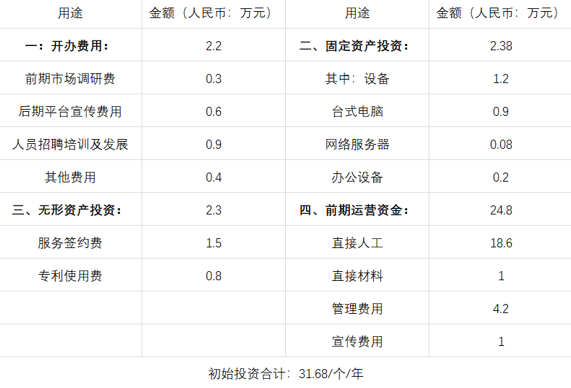 用途 金额（人民币：万元） 用途 金额（人民币：万元）
一：开办费用： 2.2 二、固定资产投资： 2.38
前期市场调研费 0.3 其中：设备 1.2
后期平台宣传费用 0.6 台式电脑 0.9
人员招聘培训及发展 0.9 网络服务器 0.08
其他费用 0.4 办公设备 0.2
三、无形资产投资： 2.3 四、前期运营资金： 24.8
服务签约费 1.5 直接人工 18.6
专利使用费 0.8 直接材料 1
管理费用 4.2
宣传费用 1
初始投资合计：31.68/个/年